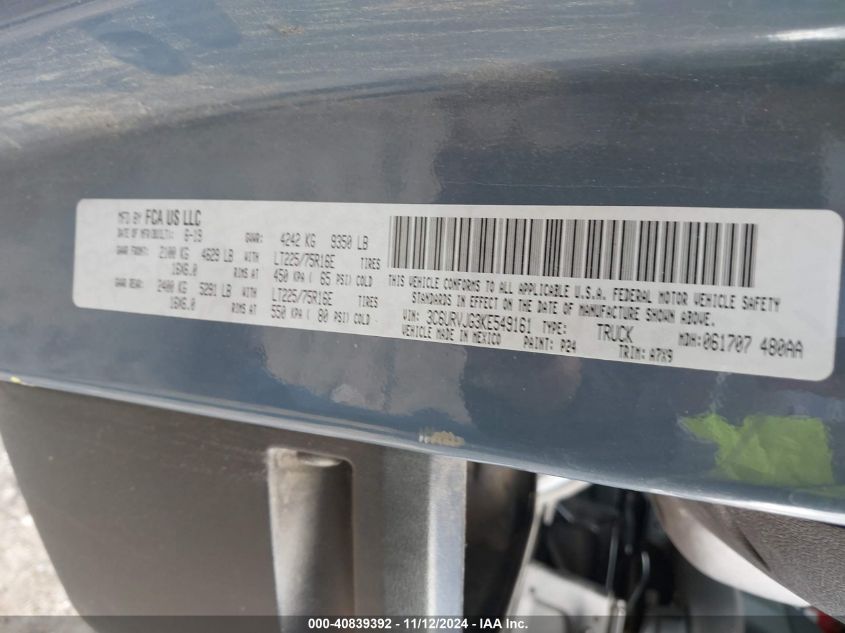 MFD BY FCA US LLC
DATE OF MFR(BUILT): 6-19 GVWR: 4242 KG 9350 LB
GAWR FRONT: 2100 KG 4629 LB WITH LT225/75R16E TIRES
16X6.0 RIMS AT 450 KPA ( 65 PSI) COLD
GAWR REAR: 2400 KG 5291 LB WITH LT225/75R16E TIRES
16X6.0 RIMS AT 550 KPA ( 80 PSI) COLD
THIS VEHICLE CONFORMS TO ALL APPLICABLE U.S.A. FEDERAL MOTOR VEHICLE SAFETY
STANDARDS IN EFFECT ON THE DATE OF MANUFACTURE SHOWN ABOVE.
VIN: 3C6URVJG3KE549161 TYPE: TRUCK MDH: 061707 480AA
VEHICLE MADE IN MEXICO PAINT: P24 TRIM: A7X9
000-40839392 - 11/12/2024 - IAA Inc.